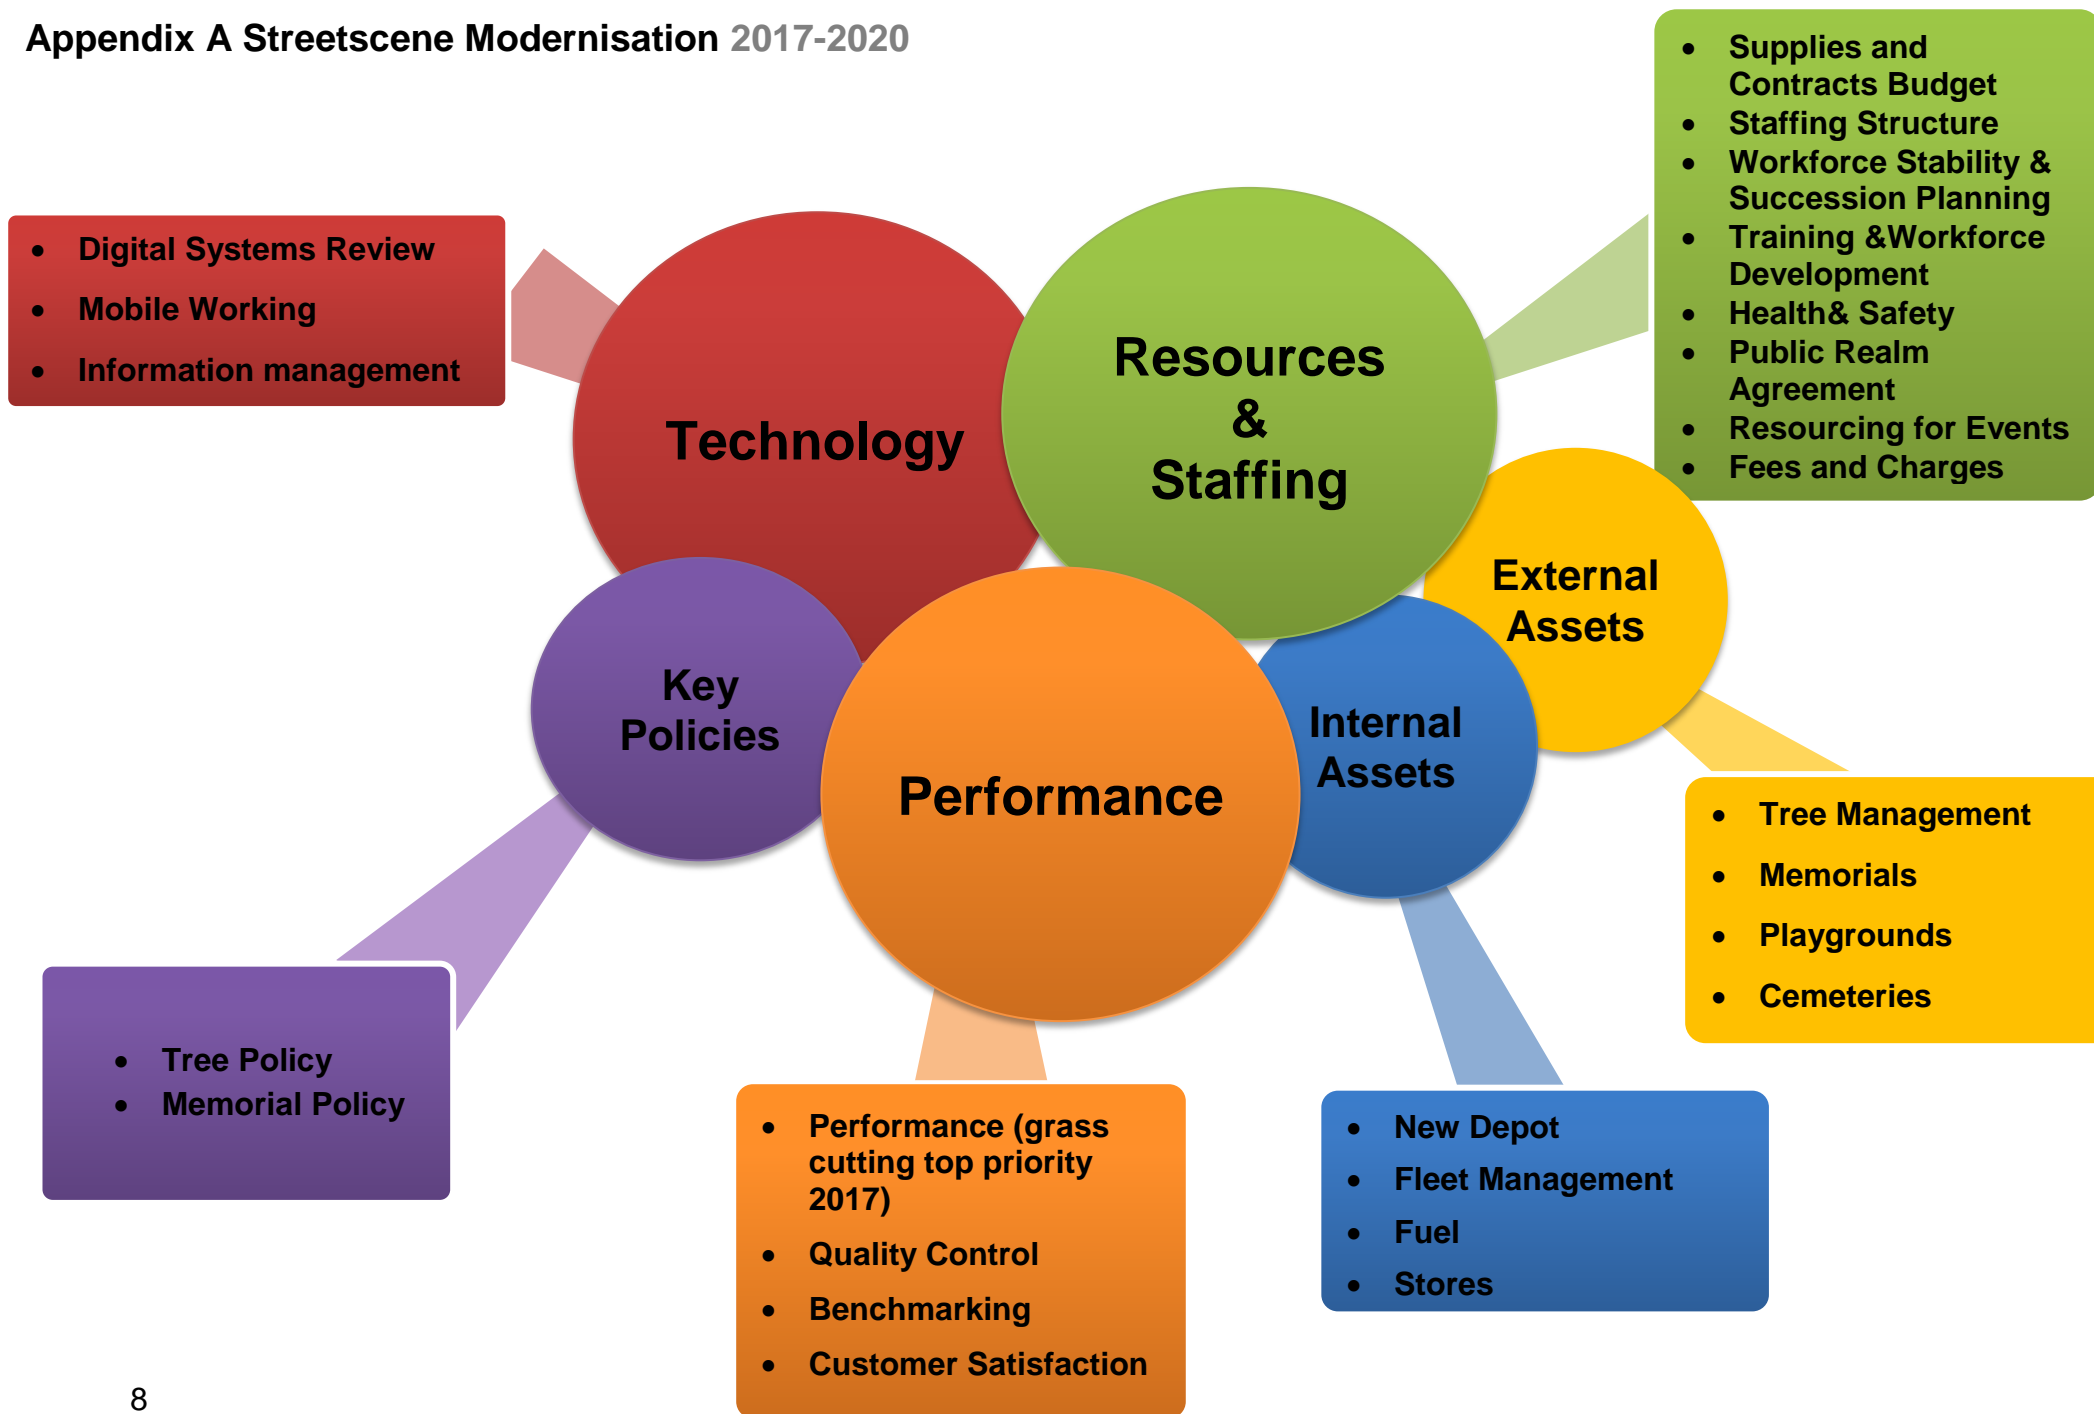 Appendix A Streetscene Modernisation 2017-2020
• Supplies and
Contracts Budget
• Staffing Structure
• Workforce Stability &
Succession Planning
• Training &Workforce
Development
• Health& Safety
• Public Realm
Agreement
• Resourcing for Events
• Fees and Charges
• Digital Systems Review
• Mobile Working
• Information management
Technology
Resources
&
Staffing
External
Assets
Key
Policies
Performance
Internal
Assets
• Tree Management
• Memorials
• Playgrounds
• Cemeteries
• Tree Policy
• Memorial Policy
• Performance (grass
cutting top priority
2017)
• Quality Control
• Benchmarking
• Customer Satisfaction
• New Depot
• Fleet Management
• Fuel
• Stores
8